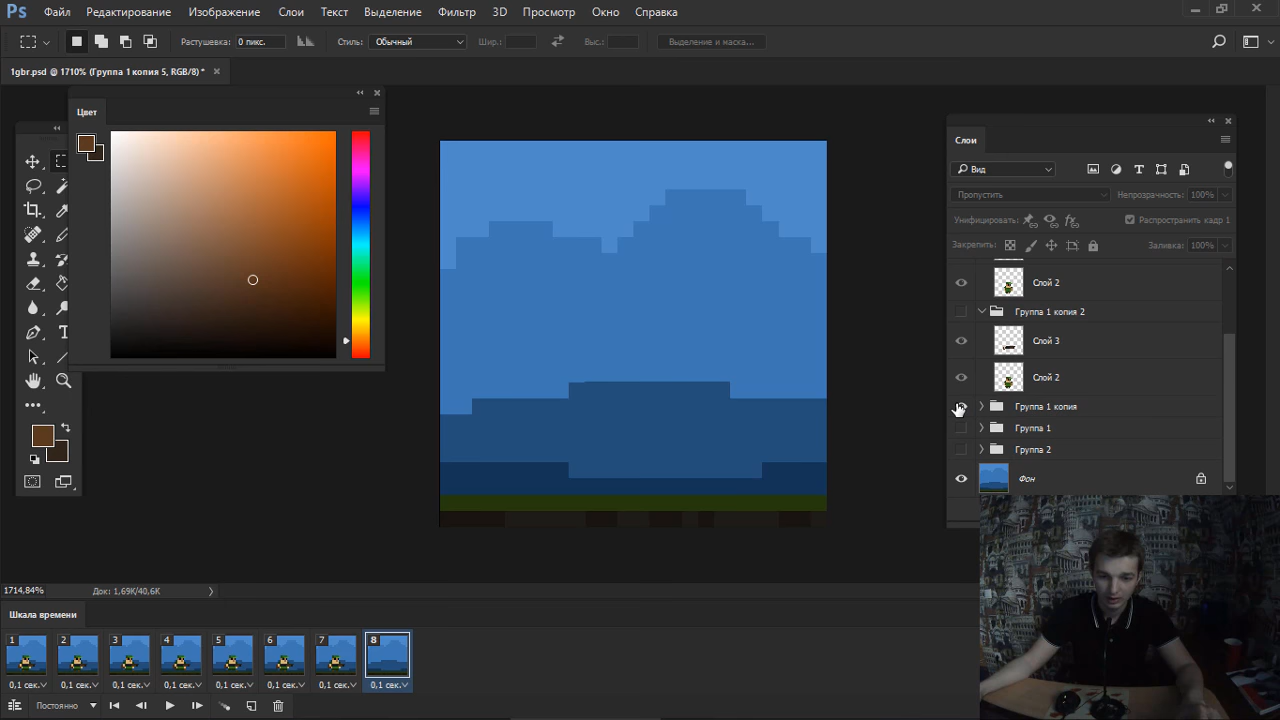 Ps Файл Редактирование Изображение Слои Текст Выделение Фильтр 3D Просмотр Окно Справка
Растушевка: 0 пикс. Стиль: Обычный Шир.: Выс.: Выделение и маска...
1gbr.psd @ 1710% (Группа 1 копия 5, RGB/8) *
Цвет
Слои
Вид
Пропустить Непрозрачность: 100%
Унифицировать: Распространить кадр 1
Закрепить: Заливка: 100%
Слой 2
Группа 1 копия 2
Слой 3
Слой 2
Группа 1 копия
Группа 1
Группа 2
Фон
1714,84% Док: 1,69K/40,6K
Шкала времени
1 2 3 4 5 6 7 8
0,1 сек. 0,1 сек. 0,1 сек. 0,1 сек. 0,1 сек. 0,1 сек. 0,1 сек. 0,1 сек.
Постоянно